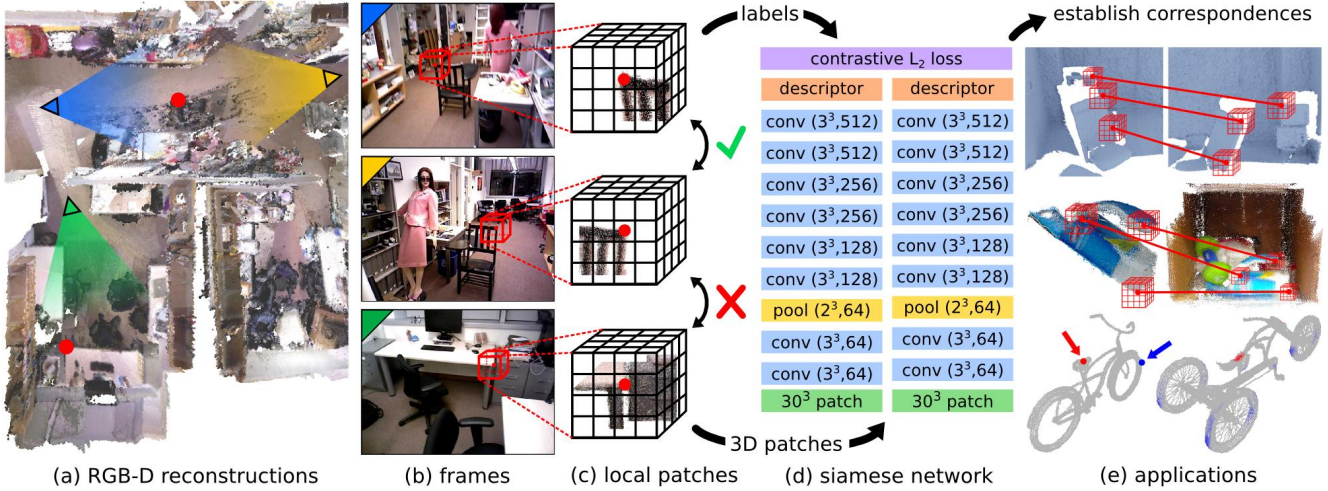 labels
establish correspondences
contrastive L₂ loss
descriptor descriptor
conv (3³,512) conv (3³,512)
conv (3³,512) conv (3³,512)
conv (3³,256) conv (3³,256)
conv (3³,256) conv (3³,256)
conv (3³,128) conv (3³,128)
conv (3³,128) conv (3³,128)
pool (2³,64) pool (2³,64)
conv (3³,64) conv (3³,64)
conv (3³,64) conv (3³,64)
30³ patch 30³ patch
3D patches
(a) RGB-D reconstructions
(b) frames
(c) local patches
(d) siamese network
(e) applications